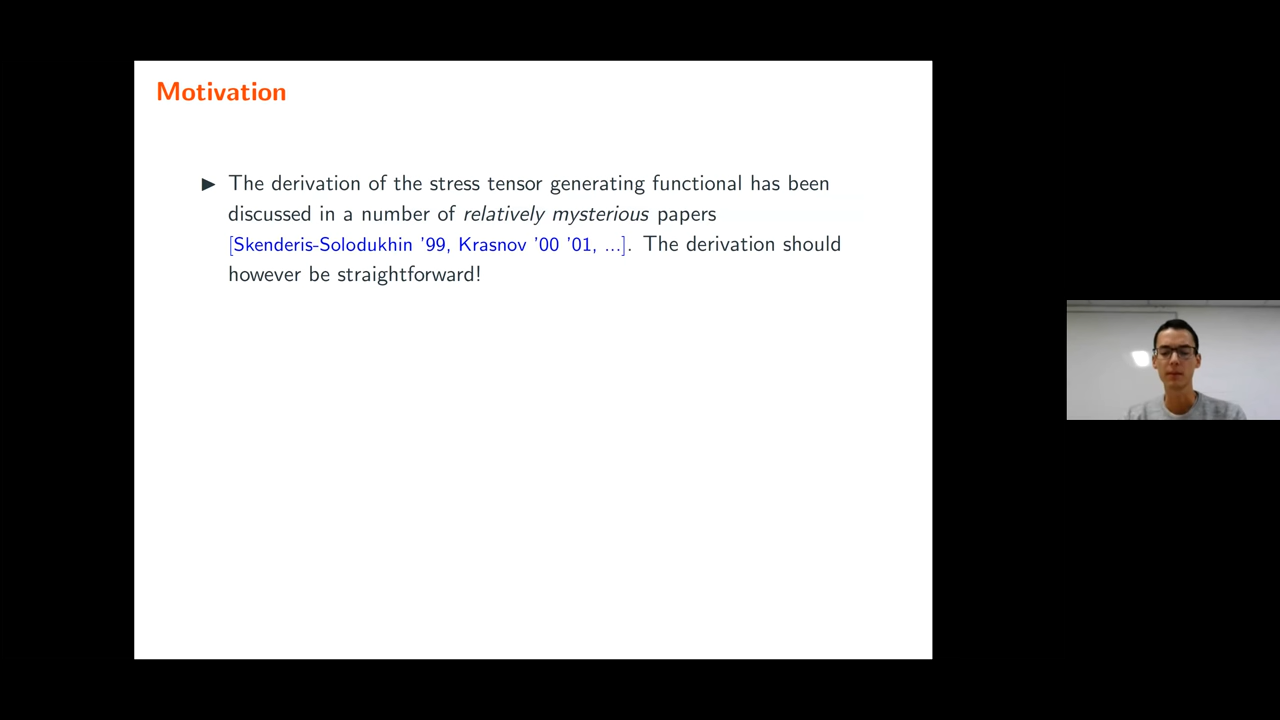 Motivation
▶ The derivation of the stress tensor generating functional has been
discussed in a number of relatively mysterious papers
[Skenderis-Solodukhin '99, Krasnov '00 '01, ...]. The derivation should
however be straightforward!